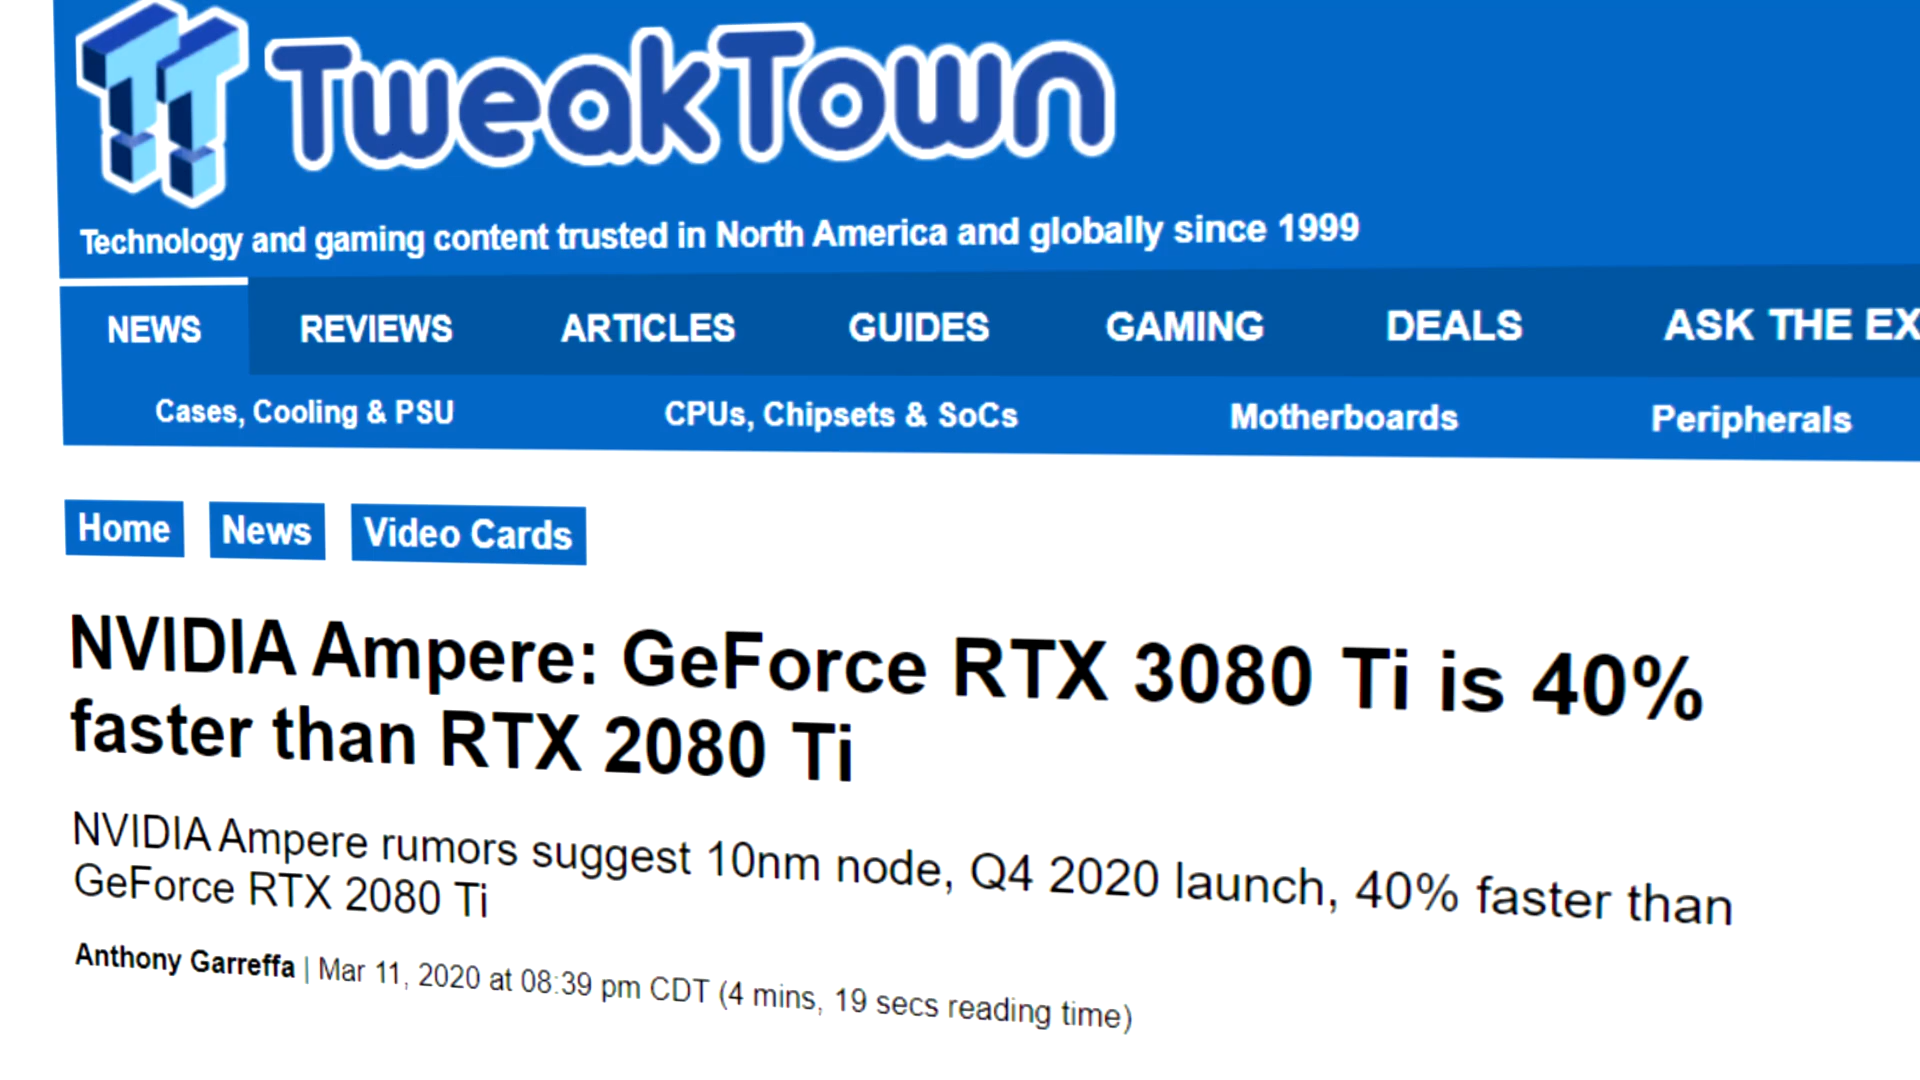 TweakTown
Technology and gaming content trusted in North America and globally since 1999
NEWS REVIEWS ARTICLES GUIDES GAMING DEALS ASK THE EX
Cases, Cooling & PSU CPUs, Chipsets & SoCs Motherboards Peripherals
Home News Video Cards
NVIDIA Ampere: GeForce RTX 3080 Ti is 40%
faster than RTX 2080 Ti
NVIDIA Ampere rumors suggest 10nm node, Q4 2020 launch, 40% faster than
GeForce RTX 2080 Ti
Anthony Garreffa | Mar 11, 2020 at 08:39 pm CDT (4 mins, 19 secs reading time)